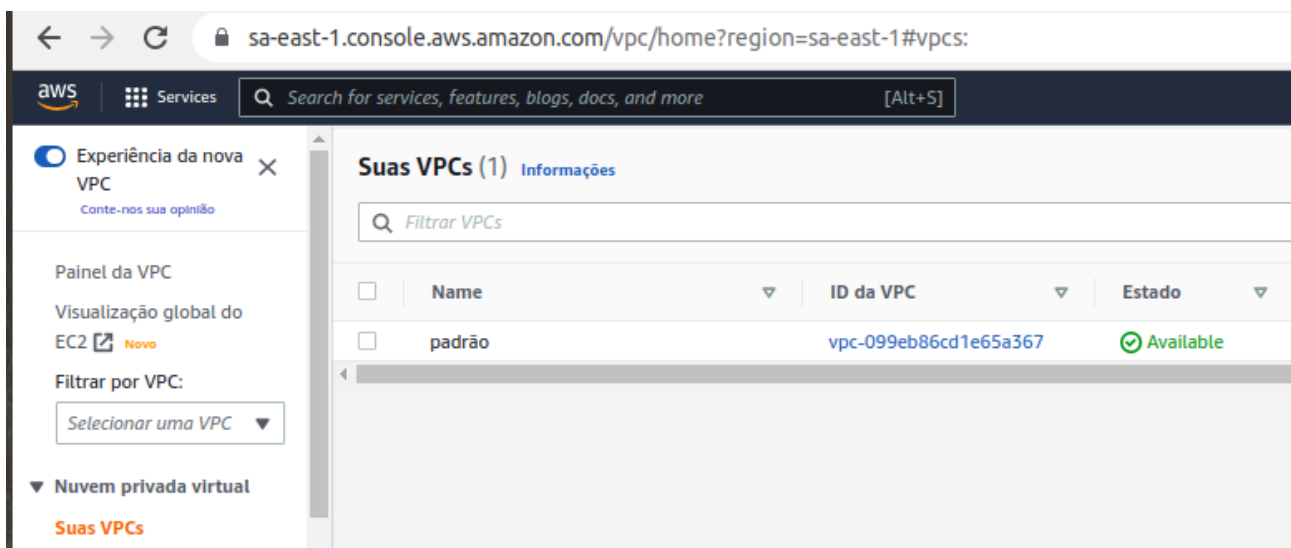 sa-east-1.console.aws.amazon.com/vpc/home?region=sa-east-1#vpcs:
aws Services Search for services, features, blogs, docs, and more [Alt+S]
Experiência da nova
VPC
Conte-nos sua opinião
Painel da VPC
Visualização global do
EC2 Novo
Filtrar por VPC:
Selecionar uma VPC
Nuvem privada virtual
Suas VPCs
Suas VPCs (1) Informações
Filtrar VPCs
Name ID da VPC Estado
padrão vpc-099eb86cd1e65a367 Available